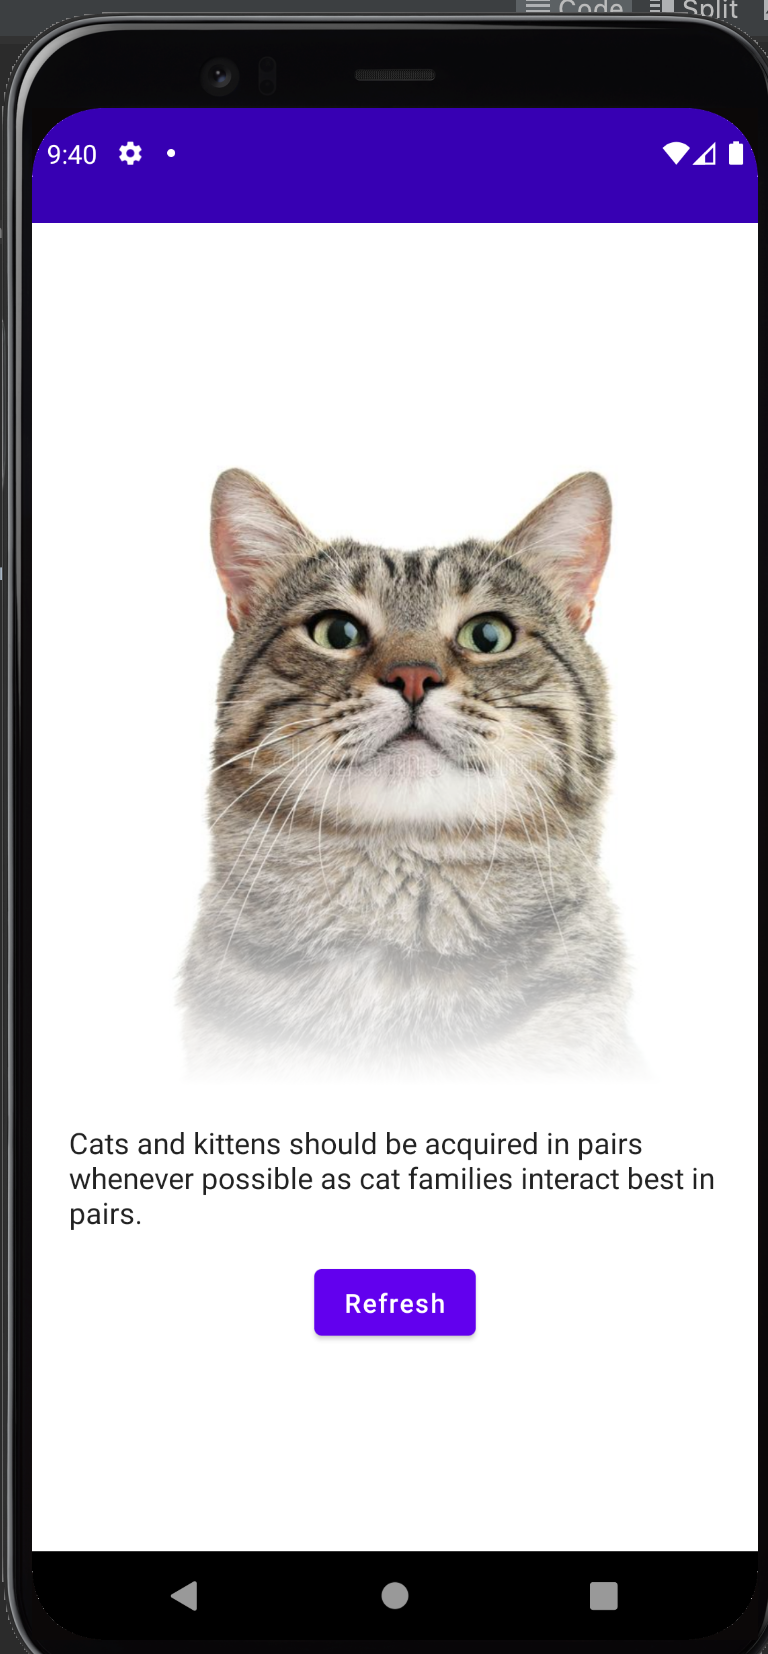 Code Split
9:40
Cats and kittens should be acquired in pairs
whenever possible as cat families interact best in
pairs.
Refresh